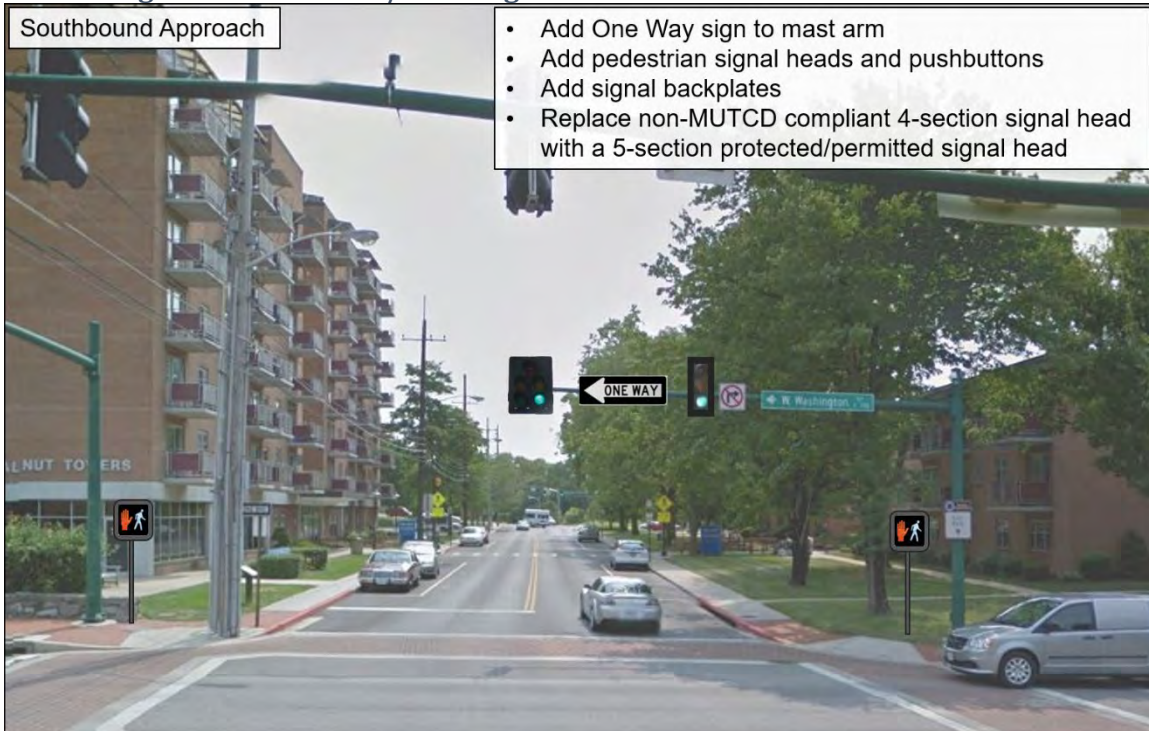 Southbound Approach
• Add One Way sign to mast arm
• Add pedestrian signal heads and pushbuttons
• Add signal backplates
• Replace non-MUTCD compliant 4-section signal head
with a 5-section protected/permitted signal head
ONE WAY
N Washington
NUT TOWERS